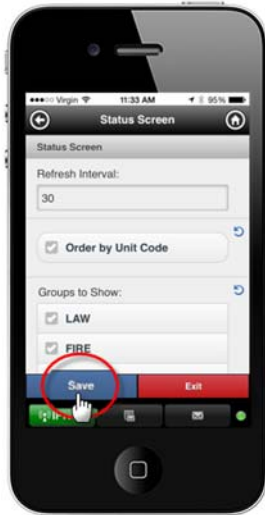 Virgin 11:33 AM 95%
Status Screen
Status Screen
Refresh Interval:
30
Order by Unit Code
Groups to Show:
LAW
FIRE
Save Exit